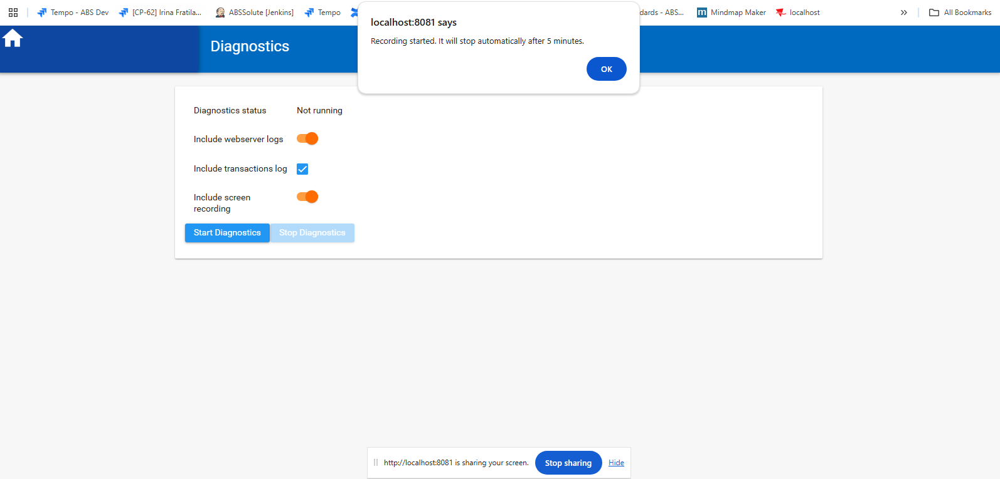 Tempo - ABS Dev
[CP-62] Irina Fratila...
ABSSolute [Jenkins]
Tempo
dards - ABS...
Mindmap Maker
localhost
All Bookmarks
localhost:8081 says
Recording started. It will stop automatically after 5 minutes.
OK
Diagnostics
Diagnostics status Not running
Include webserver logs
Include transactions log
Include screen
recording
Start Diagnostics Stop Diagnostics
http://localhost:8081 is sharing your screen. Stop sharing Hide